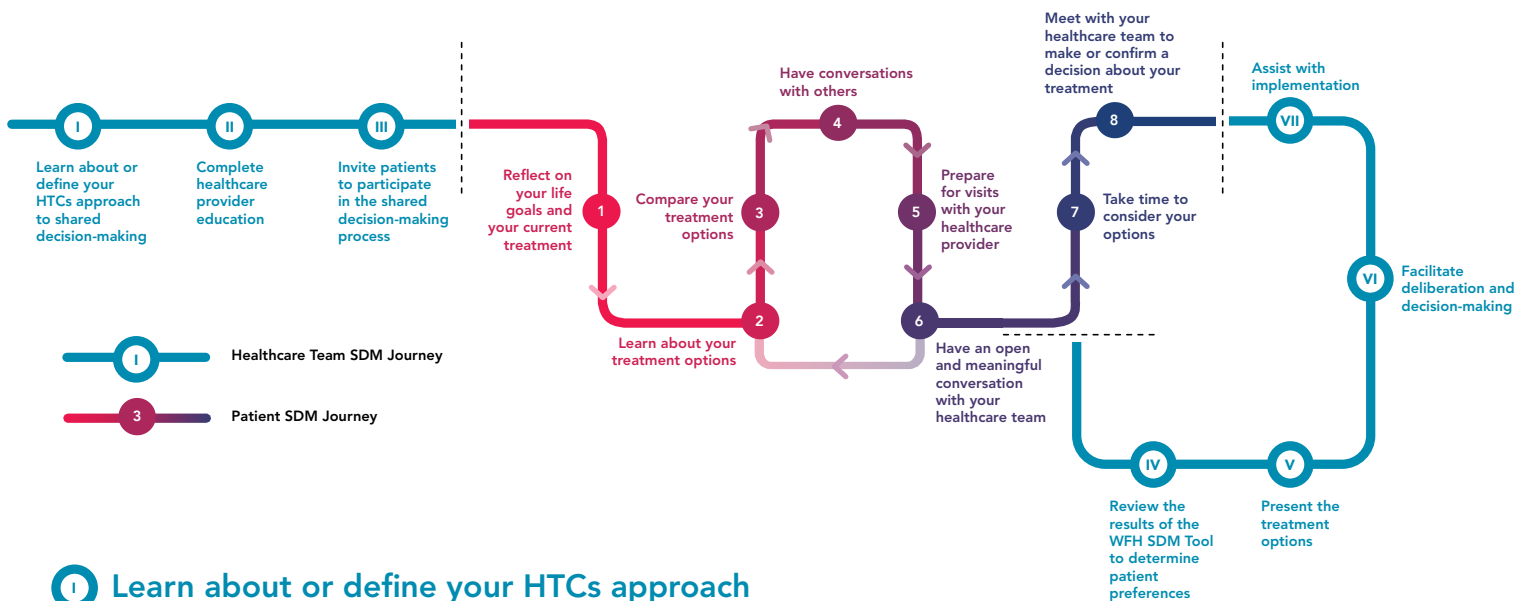 I
Learn about or
define your
HTCs approach
to shared
decision-making
II
Complete
healthcare
provider
education
III
Invite patients
to participate
in the shared
decision-making
process
1
Reflect on
your life
goals and
your current
treatment
2
Learn about your
treatment options
3
Compare your
treatment
options
4
Have conversations
with others
5
Prepare
for visits
with your
healthcare
provider
6
Have an open
and meaningful
conversation
with your
healthcare team
7
Take time to
consider your
options
8
Meet with your
healthcare team to
make or confirm a
decision about your
treatment
IV
Review the
results of the
WFH SDM Tool
to determine
patient
preferences
V
Present the
treatment
options
VI
Facilitate
deliberation and
decision-making
VII
Assist with
implementation
I
Healthcare Team SDM Journey
3
Patient SDM Journey
I
Learn about or define your HTCs approach